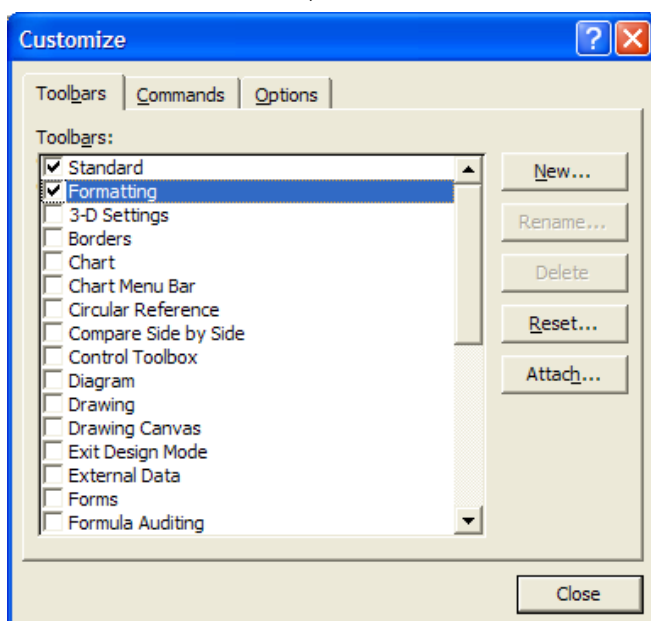 Customize
Toolbars Commands Options
Toolbars:
Standard
Formatting
3-D Settings
Borders
Chart
Chart Menu Bar
Circular Reference
Compare Side by Side
Control Toolbox
Diagram
Drawing
Drawing Canvas
Exit Design Mode
External Data
Forms
Formula Auditing
New...
Rename...
Delete
Reset...
Attach...
Close